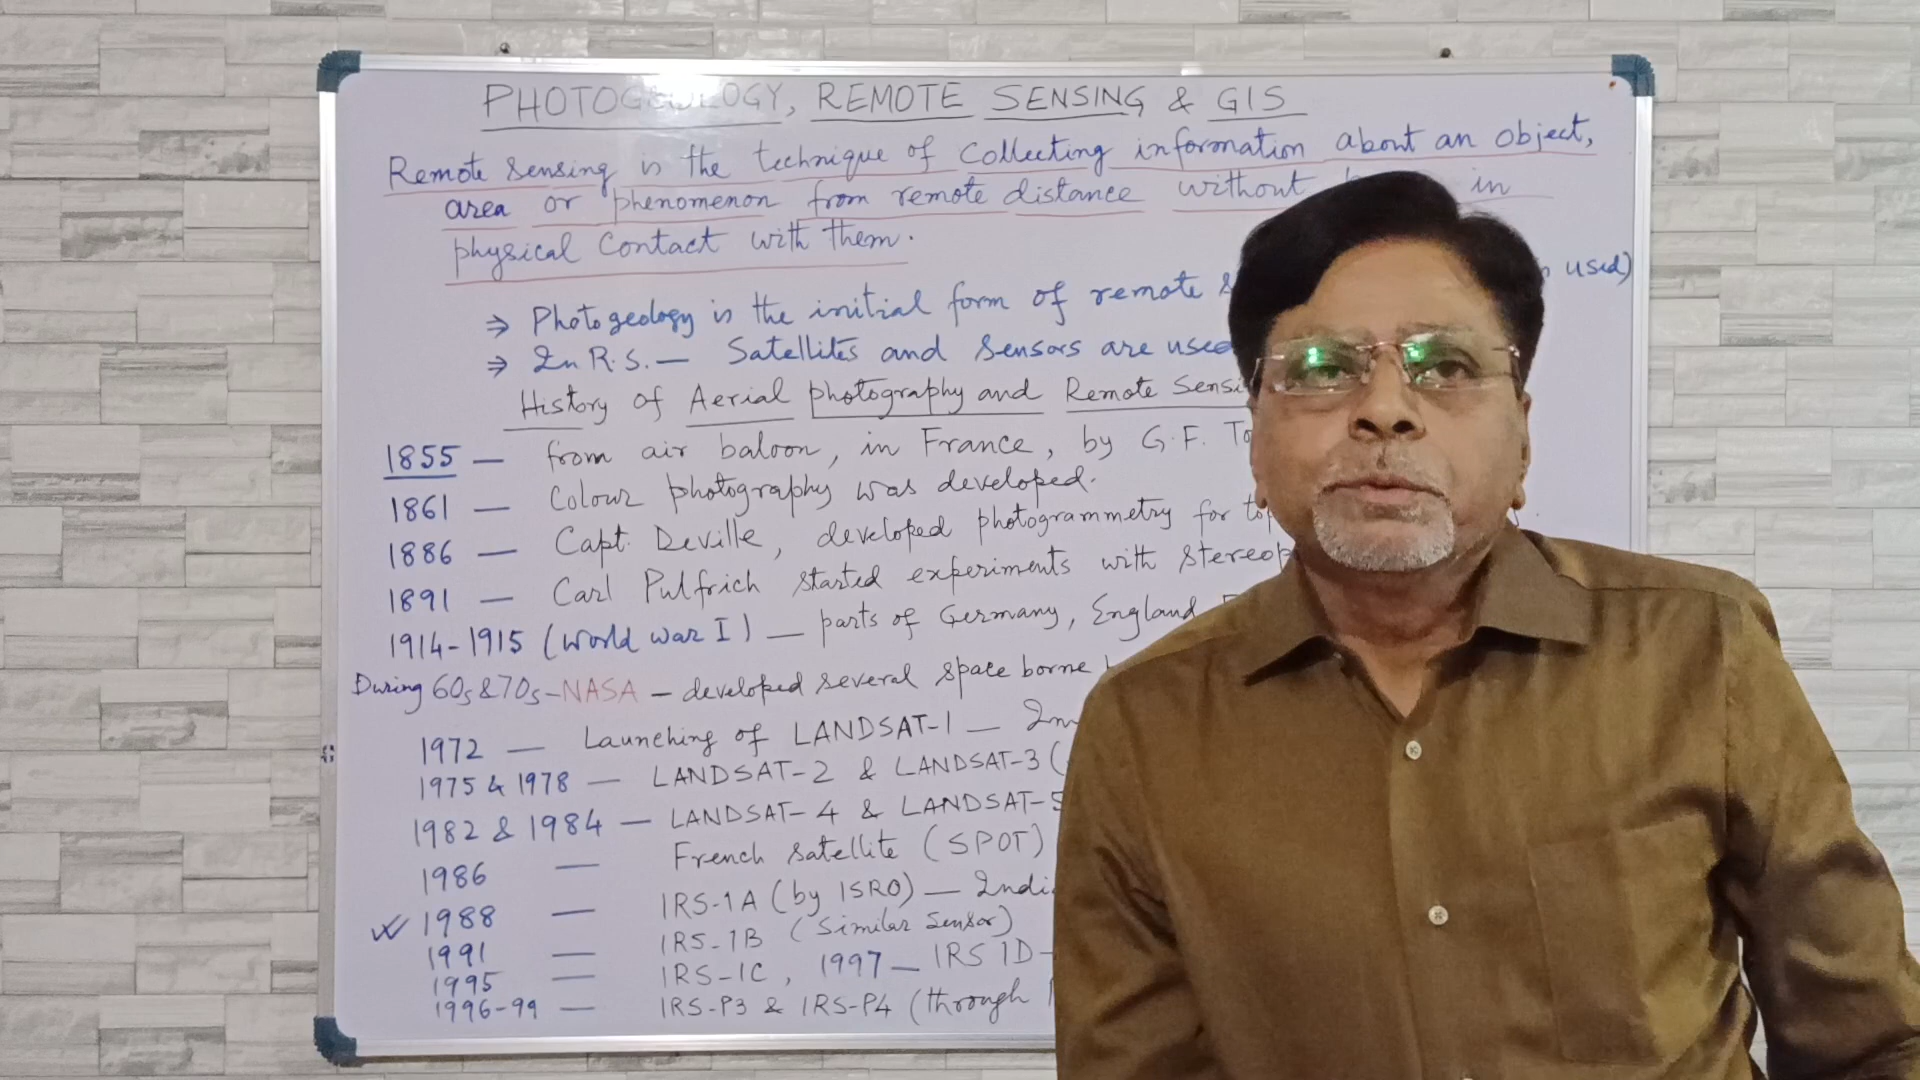 PHOTOGEOLOGY, REMOTE SENSING & GIS
Remote Sensing is the technique of collecting information about an object,
area or phenomenon from remote distance without in
physical contact with them.
⇒ Photogeology is the initial form of remote used)
⇒ In R.S. — Satellites and Sensors are used
History of Aerial photography and Remote Sensi
1855 — from air baloon, in France, by G.F. To
1861 — Colour photography was developed.
1886 — Capt. Deville, developed photogrammetry for top
1891 — Carl Pulfrich started experiments with stereop
1914-1915 (World War I) — parts of Germany, England
During 60s & 70s - NASA — developed several space borne
1972 — Launching of LANDSAT-1 —
1975 & 1978 — LANDSAT-2 & LANDSAT-3 (
1982 & 1984 — LANDSAT-4 & LANDSAT-5
1986 — French Satellite (SPOT)
1988 — IRS-1A (by ISRO) — India
1991 — IRS-1B (Similar Sensor)
1995 — IRS-1C, 1997 — IRS 1D -
1996-99 — IRS-P3 & IRS-P4 (through